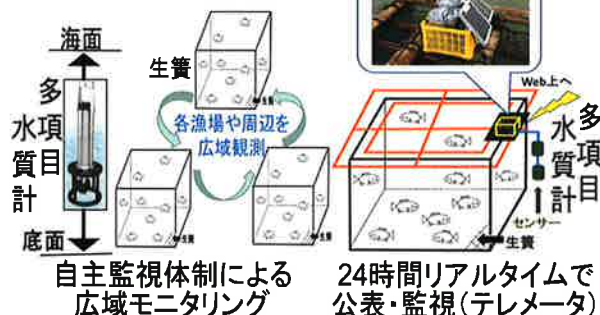 海面
多項目
水質計
底面
生簀
生簀
各漁場や周辺を
広域観測
生簀
生簀
自主監視体制による
広域モニタリング
Web上へ
多項目
水質計
センサー
生簀
24時間リアルタイムで
公表・監視(テレメータ)